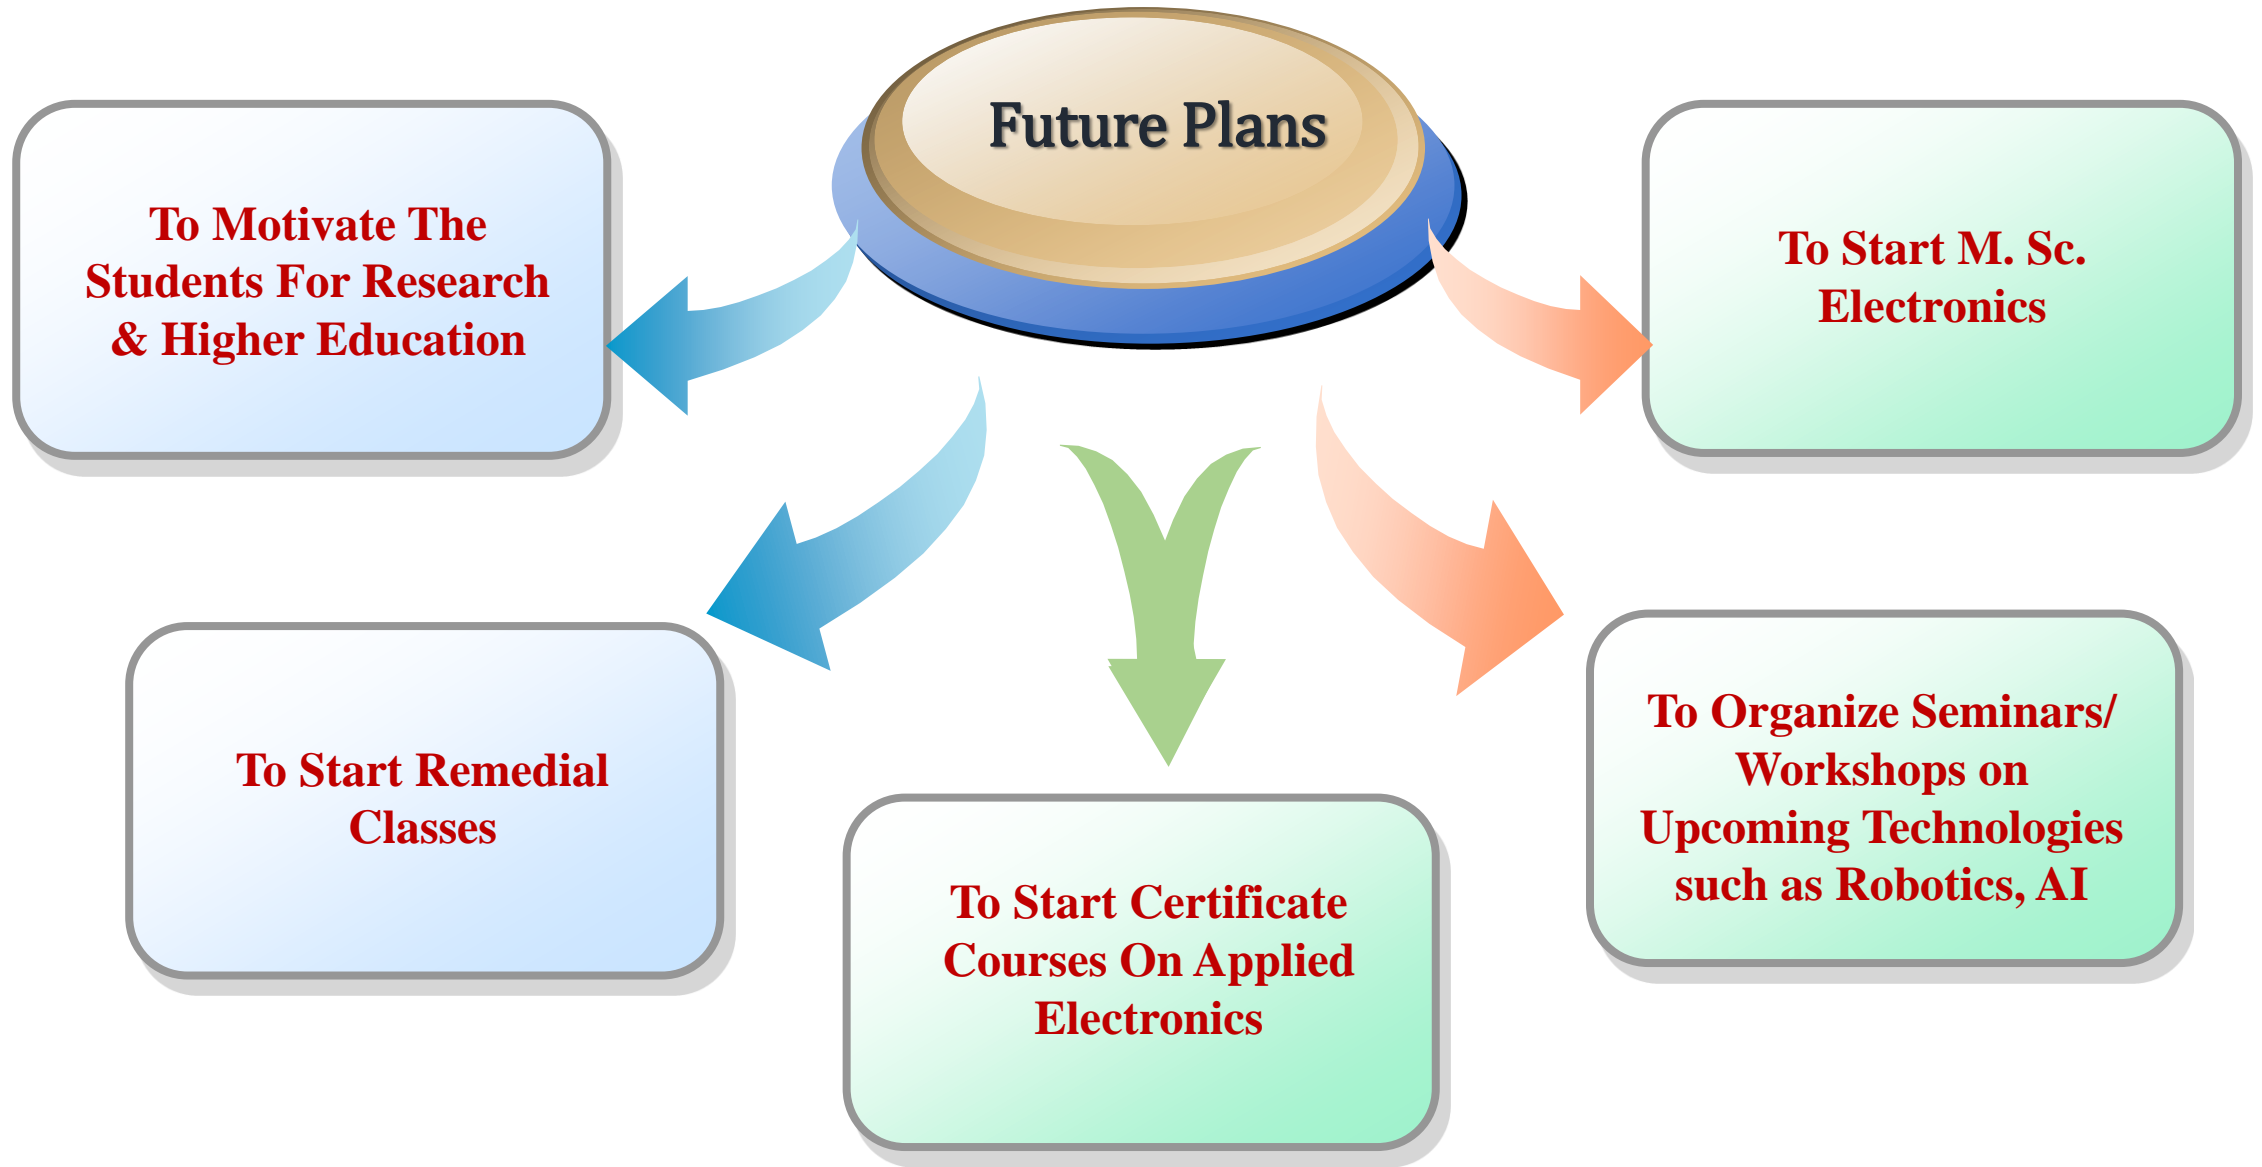 Future Plans
To Motivate The
Students For Research
& Higher Education
To Start M. Sc.
Electronics
To Start Remedial
Classes
To Start Certificate
Courses On Applied
Electronics
To Organize Seminars/
Workshops on
Upcoming Technologies
such as Robotics, AI